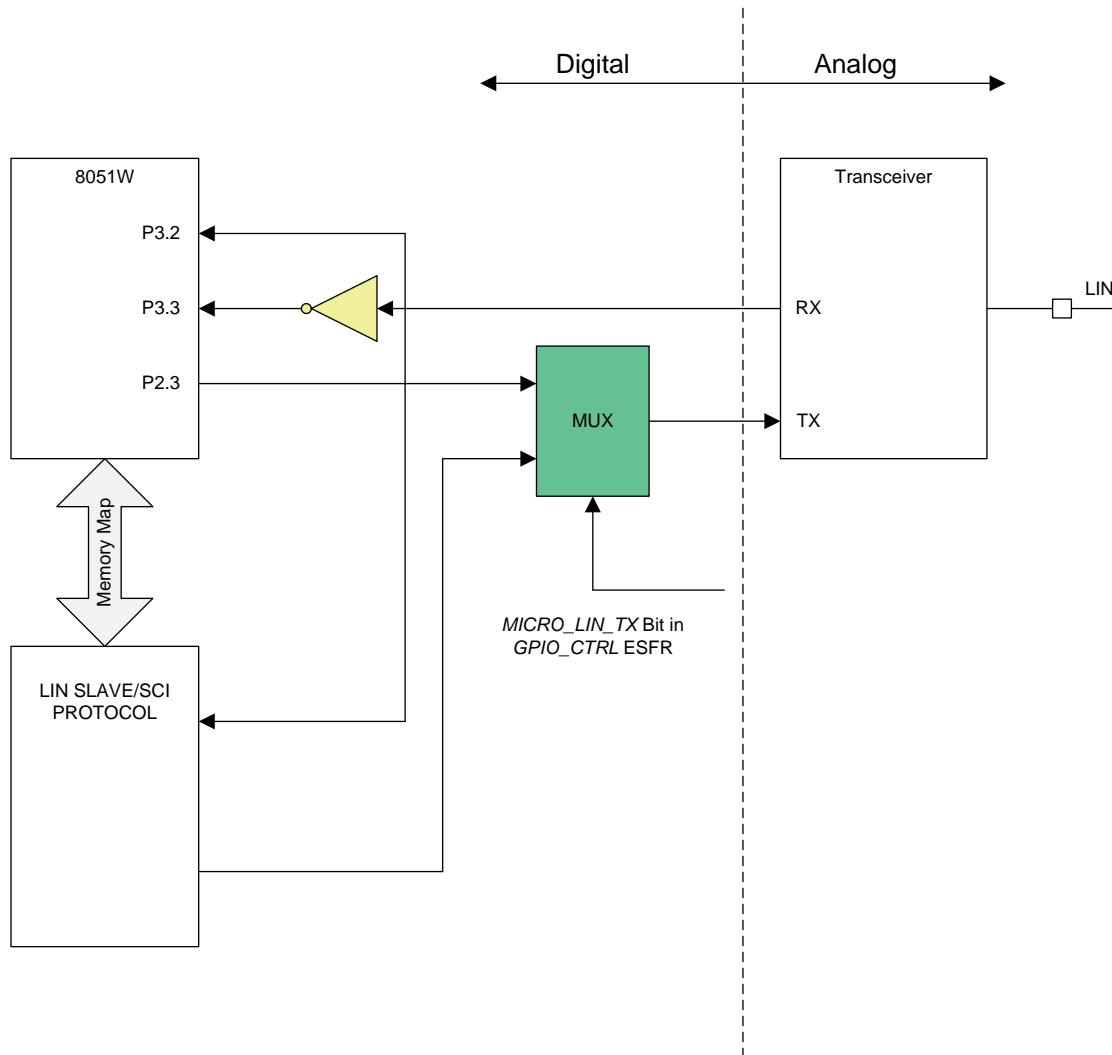 Digital
Analog
8051W
Transceiver
P3.2
P3.3
RX
LIN
P2.3
MUX
TX
Memory Map
MICRO_LIN_TX Bit in
GPIO_CTRL ESFR
LIN SLAVE/SCI
PROTOCOL